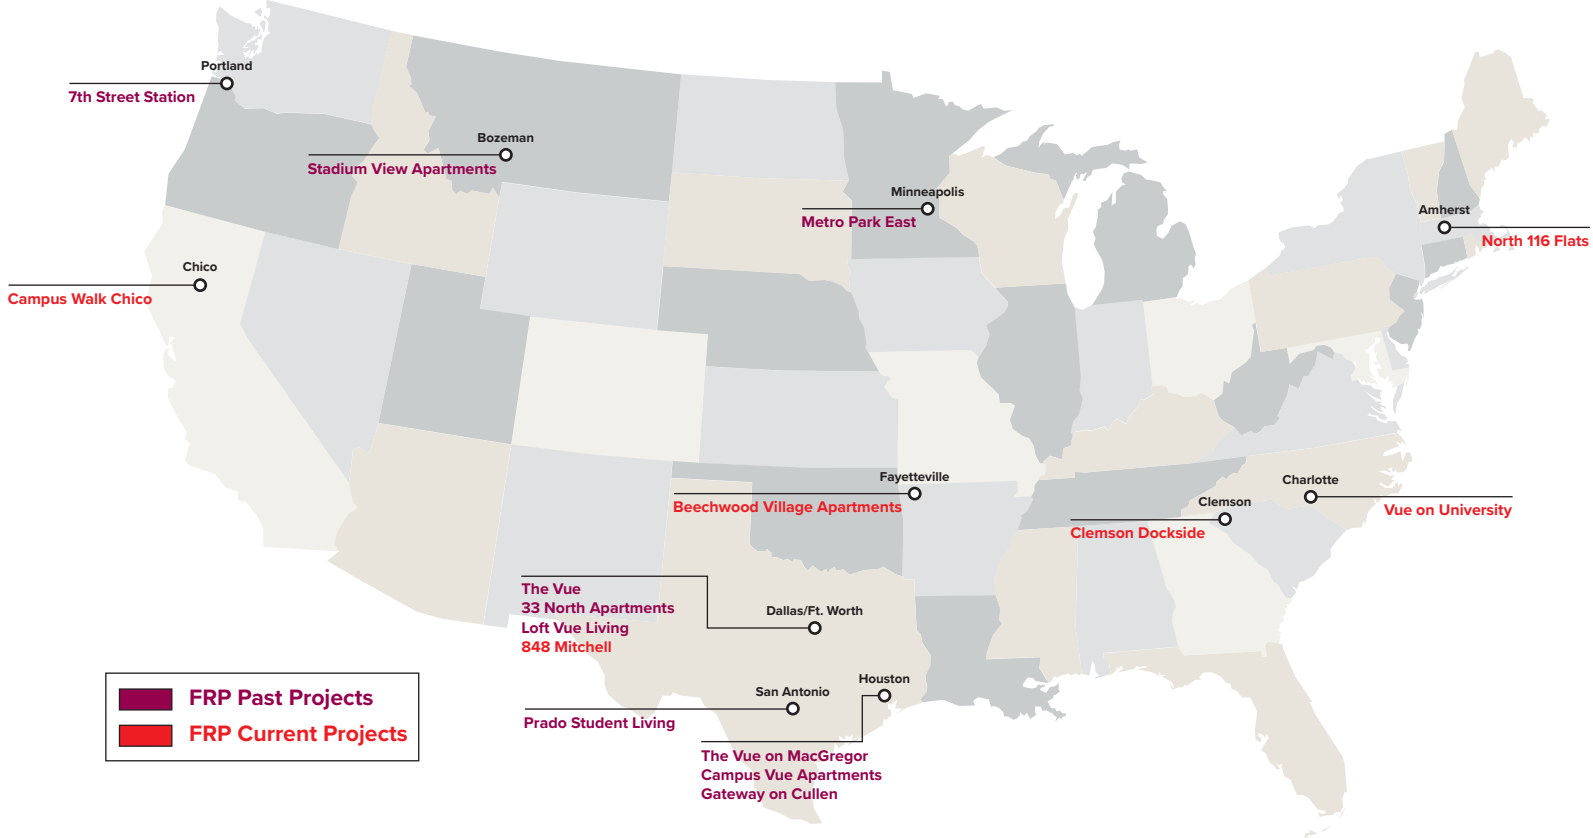 Portland
7th Street Station
Bozeman
Stadium View Apartments
Minneapolis
Metro Park East
Amherst
North 116 Flats
Chico
Campus Walk Chico
Fayetteville
Beechwood Village Apartments
Charlotte
Vue on University
Clemson
Clemson Dockside
The Vue
33 North Apartments
Loft Vue Living
848 Mitchell
Dallas/Ft. Worth
San Antonio
Prado Student Living
Houston
The Vue on MacGregor
Campus Vue Apartments
Gateway on Cullen
FRP Past Projects
FRP Current Projects